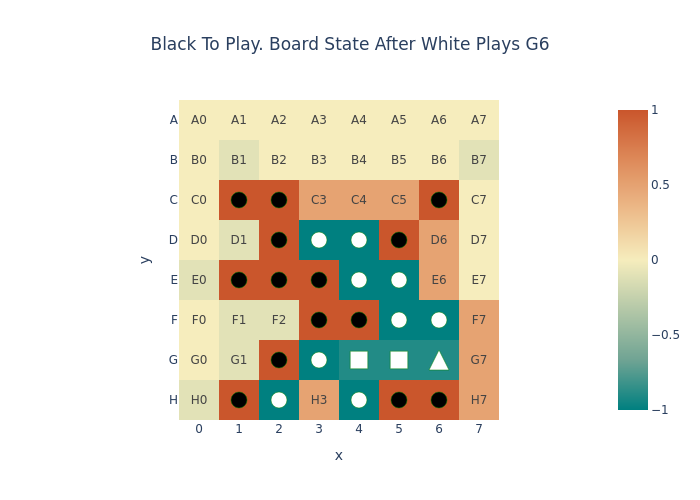 Black To Play. Board State After White Plays G6
A A0 A1 A2 A3 A4 A5 A6 A7
B B0 B1 B2 B3 B4 B5 B6 B7
C C0 C3 C4 C5 C7
D D0 D1 D6 D7
E E0 E6 E7
F F0 F1 F2 F7
G G0 G1 G7
H H0 H3 H7
0 1 2 3 4 5 6 7
x
y
1
0.5
0
−0.5
−1